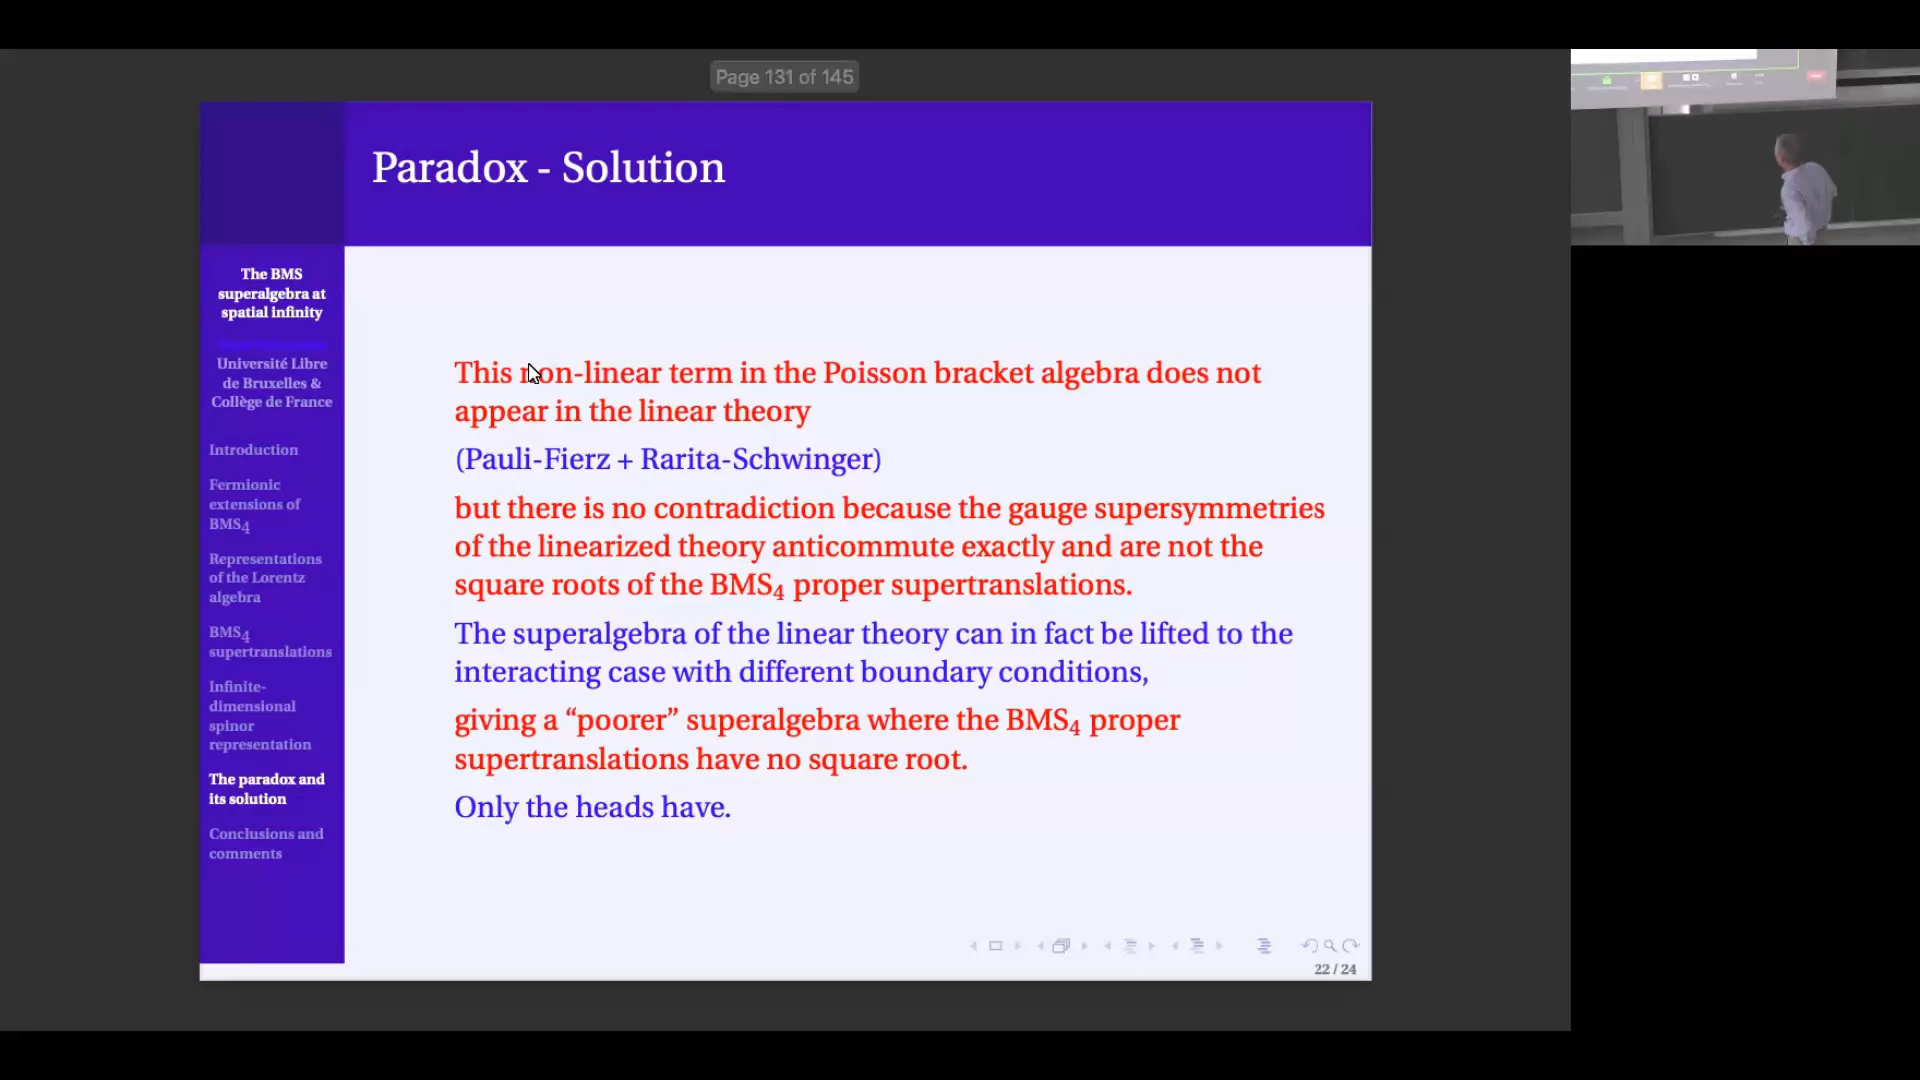 Page 131 of 145
Paradox - Solution
The BMS
superalgebra at
spatial infinity
Université Libre
de Bruxelles &
Collège de France
Introduction
Fermionic
extensions of
BMS4
Representations
of the Lorentz
algebra
BMS4
supertranslations
Infinite-
dimensional
spinor
representation
The paradox and
its solution
Conclusions and
comments
This non-linear term in the Poisson bracket algebra does not
appear in the linear theory
(Pauli-Fierz + Rarita-Schwinger)
but there is no contradiction because the gauge supersymmetries
of the linearized theory anticommute exactly and are not the
square roots of the BMS4 proper supertranslations.
The superalgebra of the linear theory can in fact be lifted to the
interacting case with different boundary conditions,
giving a “poorer” superalgebra where the BMS4 proper
supertranslations have no square root.
Only the heads have.
22 / 24